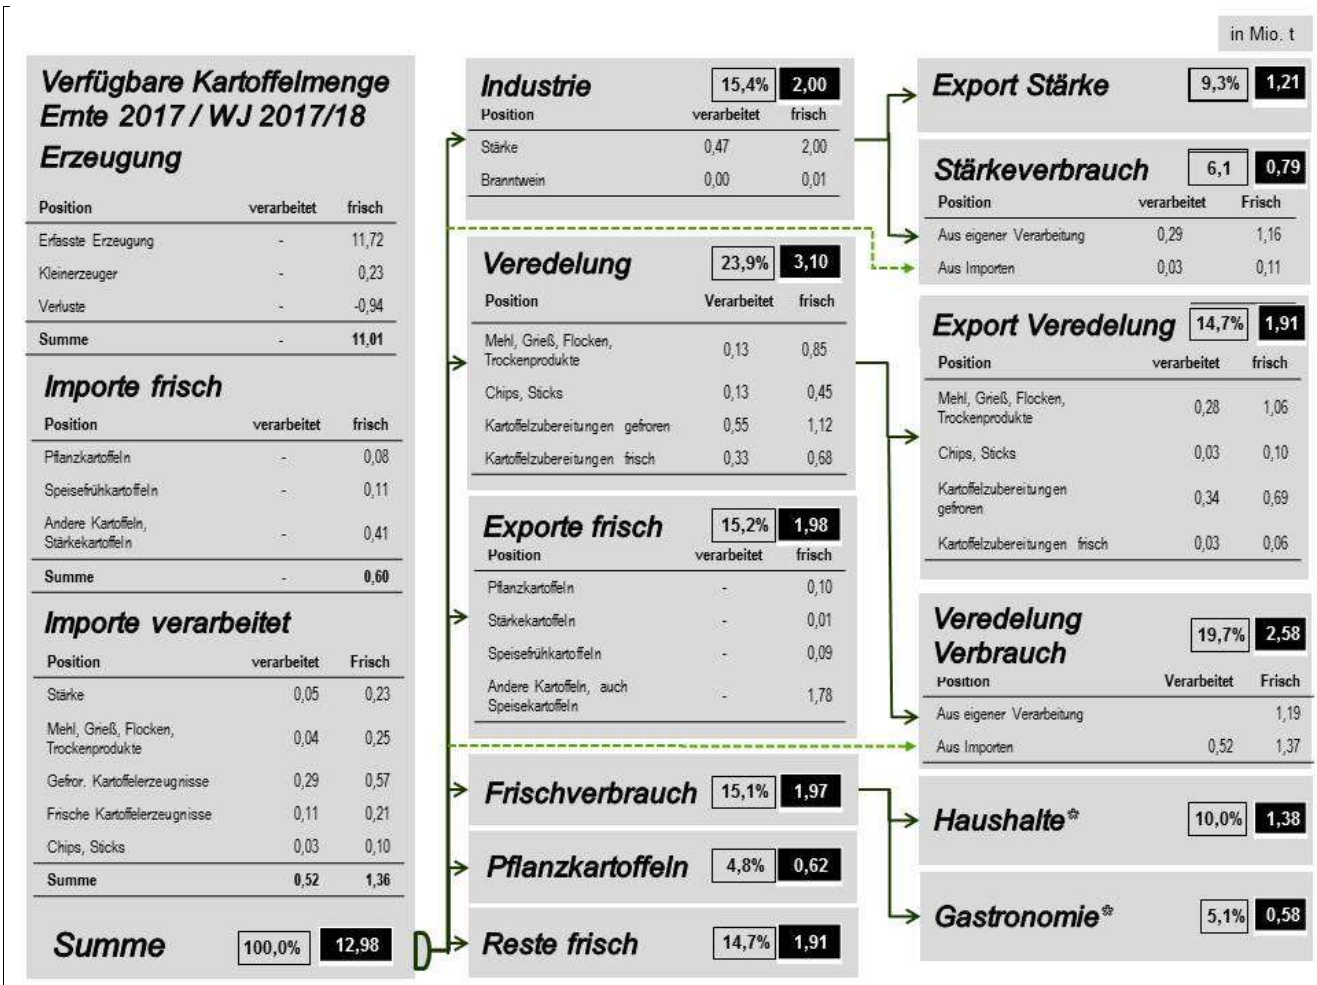 in Mio. t
Verfügbare Kartoffelmenge
Ernte 2017 / WJ 2017/18
Erzeugung
Position verarbeitet frisch
Erfasste Erzeugung - 11,72
Kleinerzeuger - 0,23
Verluste - -0,94
Summe - 11,01
Importe frisch
Position verarbeitet frisch
Pflanzkartoffeln - 0,08
Speisefrühkartoffeln - 0,11
Andere Kartoffeln,
Stärkekartoffeln - 0,41
Summe - 0,60
Importe verarbeitet
Position verarbeitet Frisch
Stärke 0,05 0,23
Mehl, Grieß, Flocken,
Trockenprodukte 0,04 0,25
Gefror. Kartoffelerzeugnisse 0,29 0,57
Frische Kartoffelerzeugnisse 0,11 0,21
Chips, Sticks 0,03 0,10
Summe 0,52 1,36
Summe 100,0% 12,98
Industrie 15,4% 2,00
Position verarbeitet frisch
Stärke 0,47 2,00
Branntwein 0,00 0,01
Veredelung 23,9% 3,10
Position Verarbeitet frisch
Mehl, Grieß, Flocken,
Trockenprodukte 0,13 0,85
Chips, Sticks 0,13 0,45
Kartoffelzubereitungen gefroren 0,55 1,12
Kartoffelzubereitungen frisch 0,33 0,68
Exporte frisch 15,2% 1,98
Position verarbeitet frisch
Pflanzkartoffeln - 0,10
Stärkekartoffeln - 0,01
Speisefrühkartoffeln - 0,09
Andere Kartoffeln, auch
Speisekartoffeln - 1,78
Frischverbrauch 15,1% 1,97
Pflanzkartoffeln 4,8% 0,62
Reste frisch 14,7% 1,91
Export Stärke 9,3% 1,21
Stärkeverbrauch 6,1 0,79
Position verarbeitet Frisch
Aus eigener Verarbeitung 0,29 1,16
Aus Importen 0,03 0,11
Export Veredelung 14,7% 1,91
Position verarbeitet frisch
Mehl, Grieß, Flocken,
Trockenprodukte 0,28 1,06
Chips, Sticks 0,03 0,10
Kartoffelzubereitungen
gefroren 0,34 0,69
Kartoffelzubereitungen frisch 0,03 0,06
Veredelung
Verbrauch 19,7% 2,58
Position Verarbeitet Frisch
Aus eigener Verarbeitung 1,19
Aus Importen 0,52 1,37
Haushalte* 10,0% 1,38
Gastronomie* 5,1% 0,58